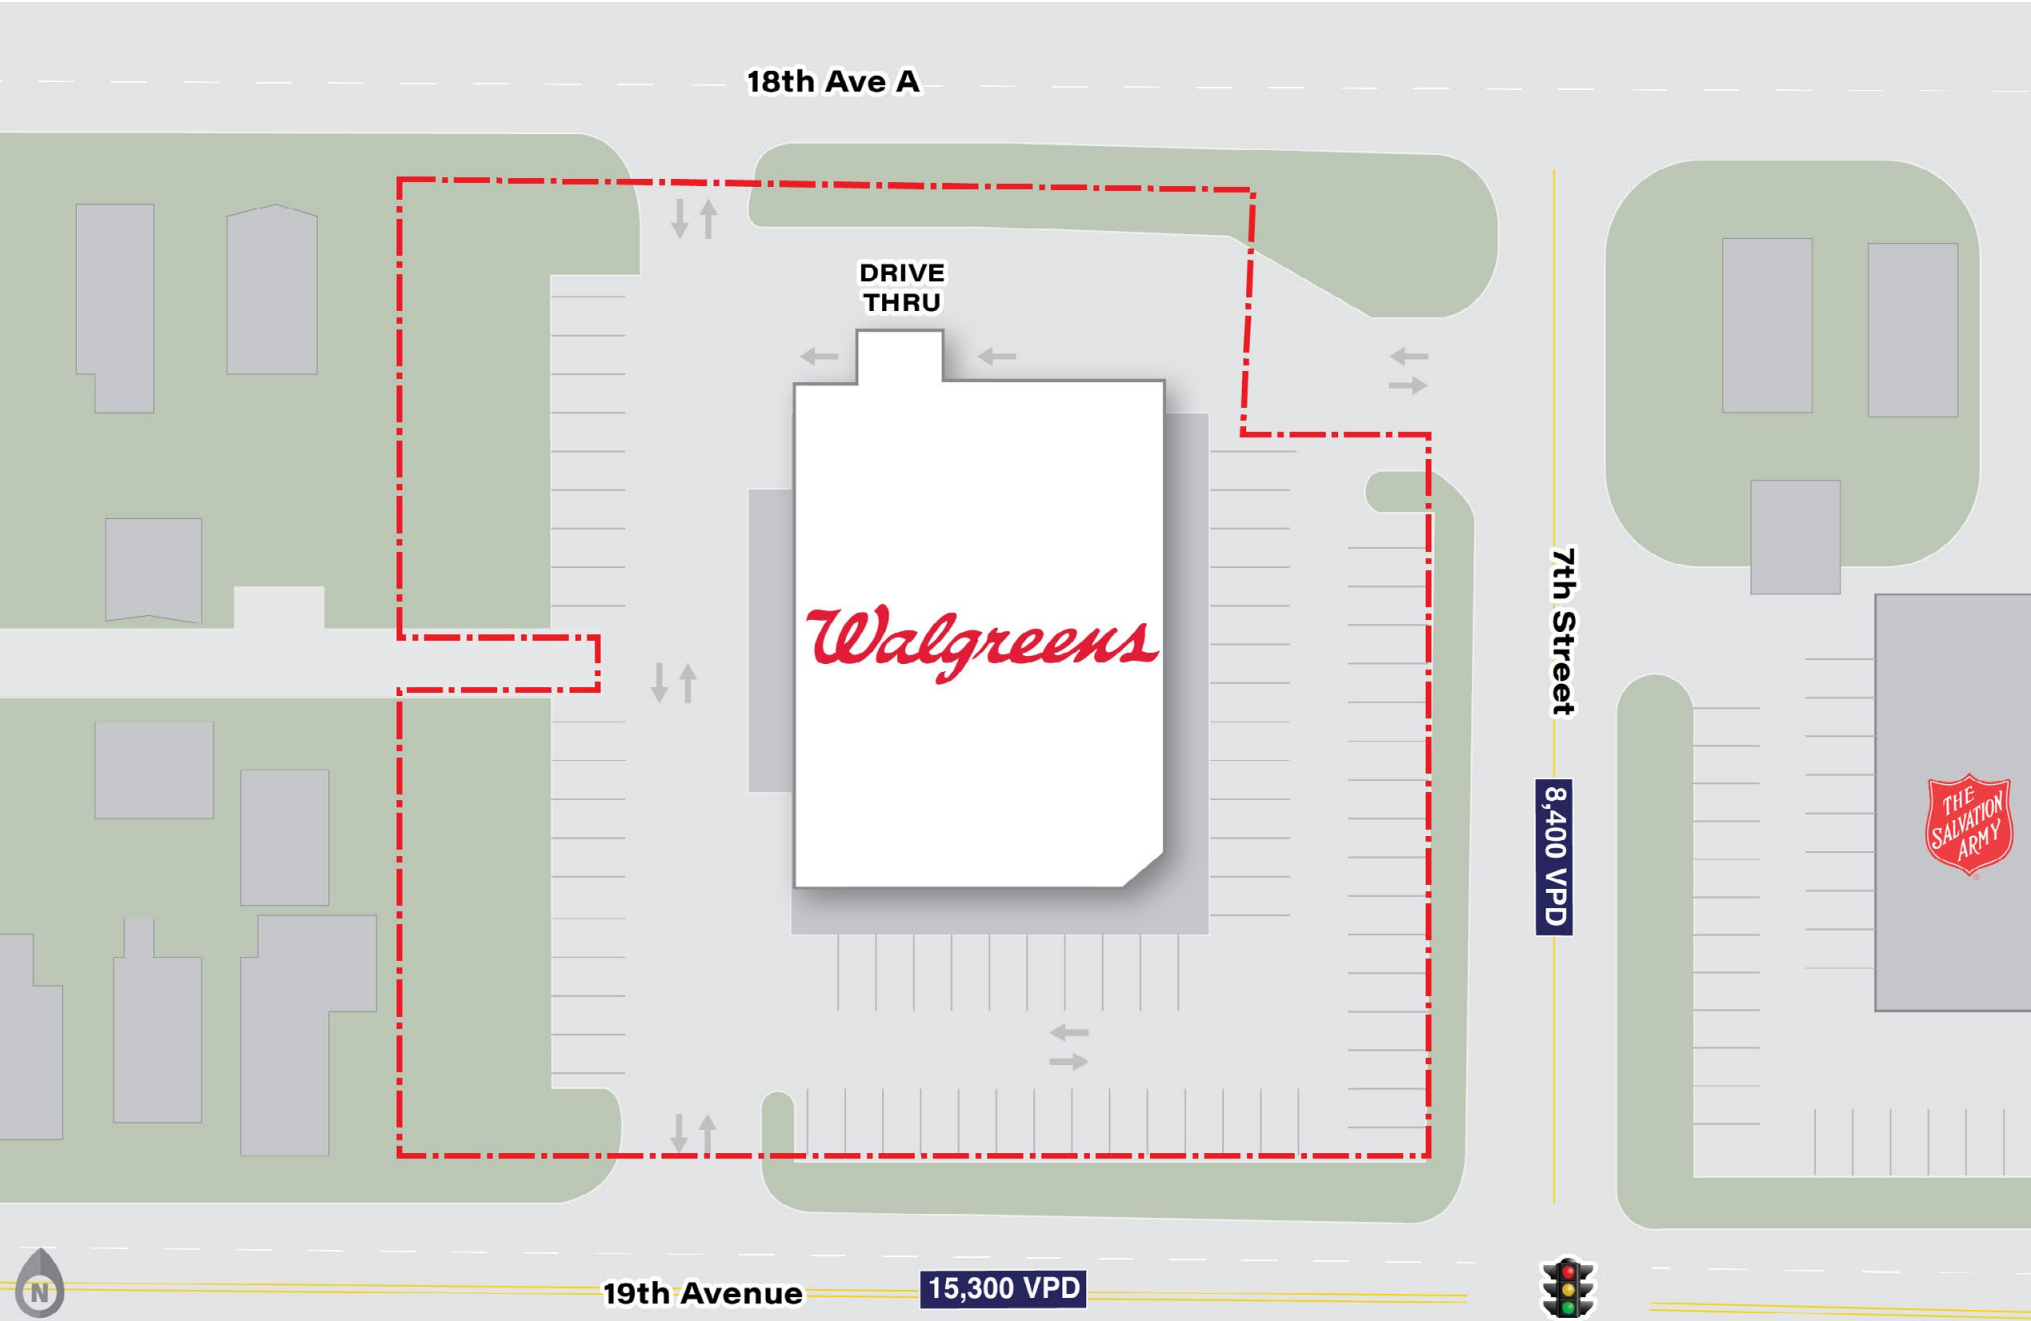 18th Ave A
DRIVE
THRU
Walgreens
7th Street
8,400 VPD
THE
SALVATION
ARMY
N
19th Avenue
15,300 VPD